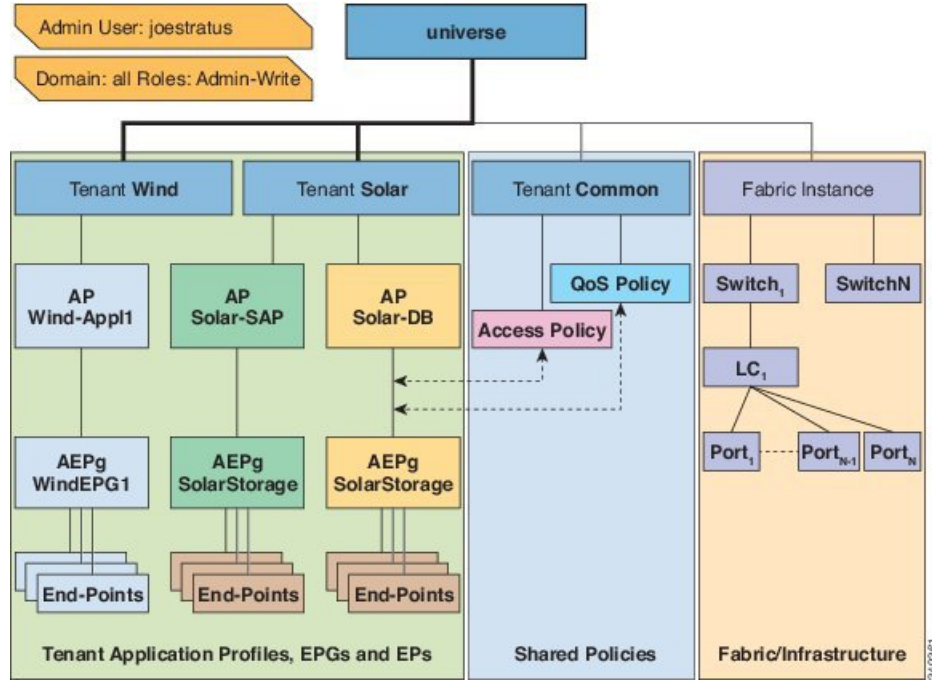 Admin User: joestratus
universe
Domain: all Roles: Admin-Write
Tenant Wind
Tenant Solar
Tenant Common
Fabric Instance
AP
Wind-Appl1
AP
Solar-SAP
AP
Solar-DB
QoS Policy
Access Policy
Switch1
SwitchN
LC1
Port1
PortN-1
PortN
AEPg
WindEPG1
AEPg
SolarStorage
AEPg
SolarStorage
End-Points
End-Points
End-Points
Tenant Application Profiles, EPGs and EPs
Shared Policies
Fabric/Infrastructure